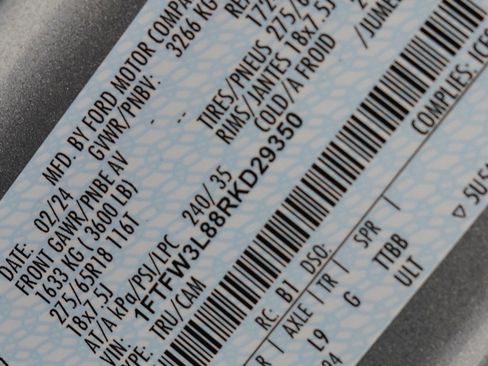 MFD. BY FORD MOTOR COMPA
DATE: 02/24 GVWR/PNBV: 3266 KG
FRONT GAWR/PNBE AV
1633 KG ( 3600 LB)
275/65R18 116T TIRES/PNEUS 275/6
18x7.5J RIMS/JANTES 18x7.5J
AT/A kPa/PSI/LPC 240/ 35 COLD/A FROID
VIN: 1FTFW3L88RKD29350
TYPE: TRU/CAM
COMPLIES:
RC: B1 DSO:
AXLE | TR | SPR |
L9 G TTBB
ULT